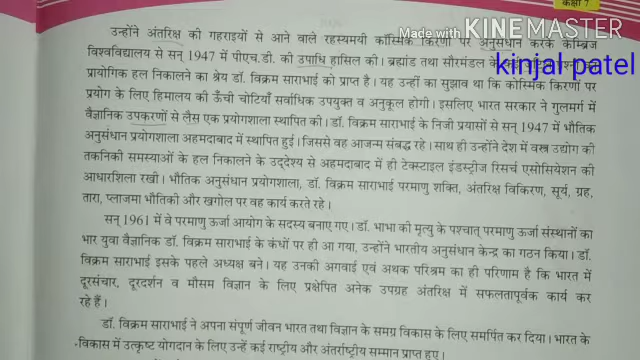 कक्षा 7
Made with KINEMASTER
kinjal patel
उन्होंने अंतरिक्ष की गहराइयों से आने वाले रहस्यमयी कॉस्मिक किरणों पर अनुसंधान करके कैम्ब्रिज
विश्वविद्यालय से सन् 1947 में पीएच.डी. की उपाधि हासिल की। ब्रह्मांड तथा सौरमंडल के
प्रायोगिक हल निकालने का श्रेय डॉ. विक्रम साराभाई को प्राप्त है। यह उन्हीं का सुझाव था कि कोस्मिक किरणों पर
प्रयोग के लिए हिमालय की ऊँची चोटियाँ सर्वाधिक उपयुक्त व अनुकूल होगी। इसलिए भारत सरकार ने गुलमर्ग में
वैज्ञानिक उपकरणों से लैस एक प्रयोगशाला स्थापित की। डॉ. विक्रम साराभाई के निजी प्रयासों से सन् 1947 में भौतिक
अनुसंधान प्रयोगशाला अहमदाबाद में स्थापित हुई। जिससे वह आजन्म संबद्ध रहे। साथ ही उन्होंने देश में वस्त्र उद्योग की
तकनिकी समस्याओं के हल निकालने के उद्देश्य से अहमदाबाद में ही टेक्स्टाइल इंडस्ट्रीज रिसर्च एसोसियेशन की
आधारशिला रखी। भौतिक अनुसंधान प्रयोगशाला, डॉ. विक्रम साराभाई परमाणु शक्ति, अंतरिक्ष विकिरण, सूर्य, ग्रह,
तारा, प्लाजमा भौतिकी और खगोल पर वह कार्य करते रहे।
सन् 1961 में वे परमाणु ऊर्जा आयोग के सदस्य बनाए गए। डॉ. भाभा की मृत्यु के पश्चात् परमाणु ऊर्जा संस्थानों का
भार युवा वैज्ञानिक डॉ. विक्रम साराभाई के कंधों पर ही आ गया, उन्होंने भारतीय अनुसंधान केन्द्र का गठन किया। डॉ.
विक्रम साराभाई इसके पहले अध्यक्ष बने। यह उनकी अगवाई एवं अथक परिश्रम का ही परिणाम है कि भारत में
दूरसंचार, दूरदर्शन व मौसम विज्ञान के लिए प्रक्षेपित अनेक उपग्रह अंतरिक्ष में सफलतापूर्वक कार्य कर
रहे हैं।
डॉ. विक्रम साराभाई ने अपना संपूर्ण जीवन भारत तथा विज्ञान के समग्र विकास के लिए समर्पित कर दिया। भारत के
विकास में उत्कृष्ट योगदान के लिए उन्हें कई राष्ट्रीय और अंतर्राष्ट्रीय सम्मान प्राप्त हुए।